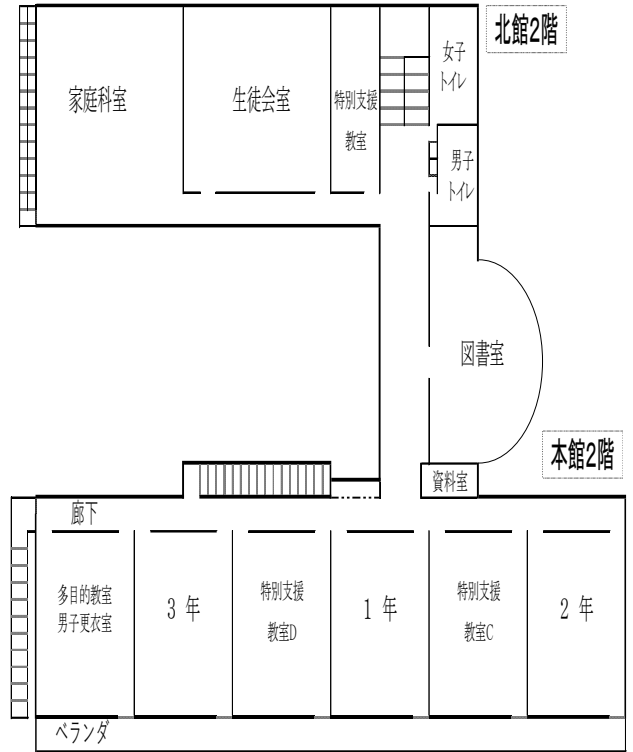 北館2階
女子
トイレ
家庭科室
生徒会室
特別支援
教室
男子
トイレ
図書室
本館2階
資料室
廊下
多目的教室
男子更衣室
3 年
特別支援
教室D
1 年
特別支援
教室C
2 年
ベランダ